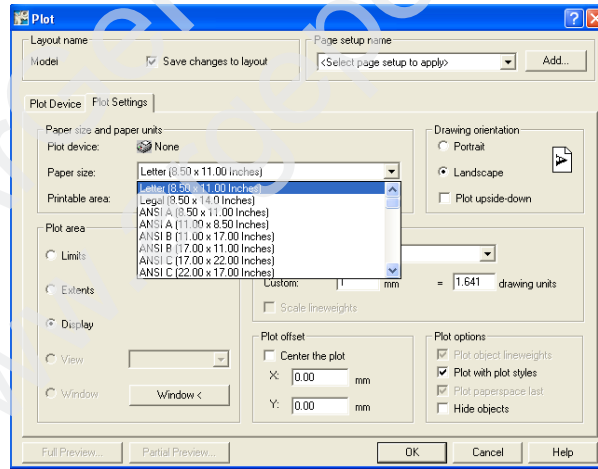 Plot
Layout name
Model
Save changes to layout
Page setup name
<Select page setup to apply>
Add...
Plot Device
Plot Settings
Paper size and paper units
Plot device:
None
Paper size:
Letter (8.50 x 11.00 Inches)
Printable area:
Letter (8.50 x 11.00 Inches)
Legal (8.50 x 14.0 Inches)
ANSI A (8.50 x 11.00 Inches)
ANSI A (11.00 x 8.50 Inches)
ANSI B (11.00 x 17.00 Inches)
ANSI B (17.00 x 11.00 Inches)
ANSI C (17.00 x 22.00 Inches)
ANSI C (22.00 x 17.00 Inches)
Drawing orientation
Portrait
Landscape
Plot upside-down
A
Plot area
Limits
Extents
Display
View
Window
Window <
Custom:
1
mm
=
1.641
drawing units
Scale lineweights
Plot offset
Center the plot
X:
0.00
mm
Y:
0.00
mm
Plot options
Plot object lineweights
Plot with plot styles
Plot paperspace last
Hide objects
Full Preview...
Partial Preview...
OK
Cancel
Help